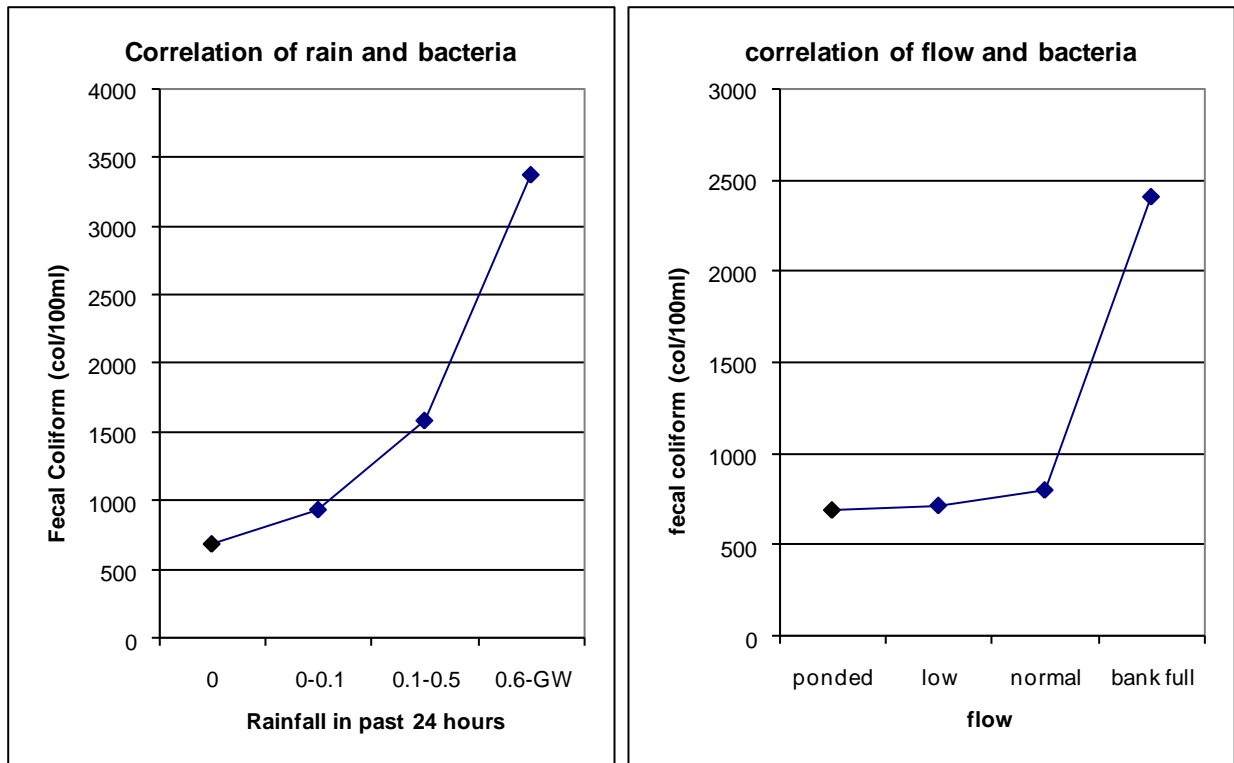 Correlation of rain and bacteria
4000
3500
3000
2500
2000
1500
1000
500
0
Fecal Coliform (col/100ml)
0 0-0.1 0.1-0.5 0.6-GW
Rainfall in past 24 hours
correlation of flow and bacteria
3000
2500
2000
1500
1000
500
0
fecal coliform (col/100ml)
ponded low normal bank full
flow